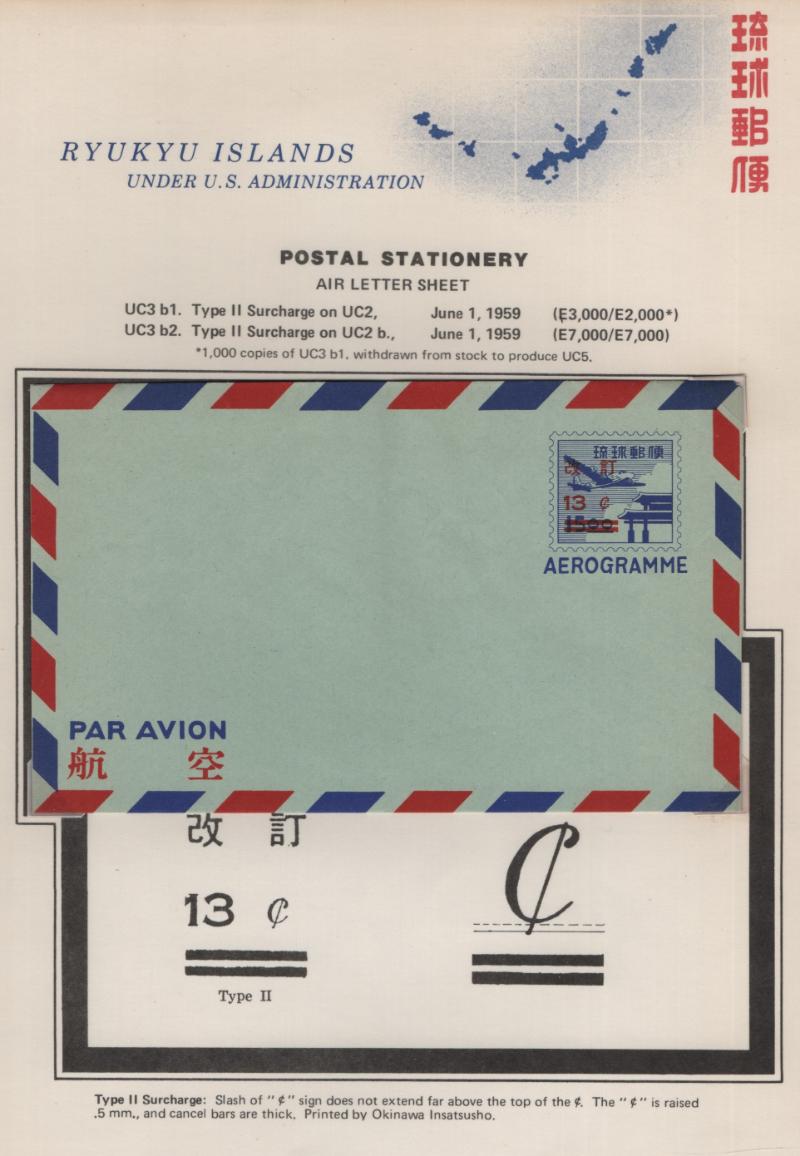 琉球郵便
RYUKYU ISLANDS
UNDER U.S. ADMINISTRATION
POSTAL STATIONERY
AIR LETTER SHEET
UC3 b1. Type II Surcharge on UC2, June 1, 1959 (E3,000/E2,000*)
UC3 b2. Type II Surcharge on UC2 b., June 1, 1959 (E7,000/E7,000)
*1,000 copies of UC3 b1. withdrawn from stock to produce UC5.
琉球郵便
改訂
13 ¢
1500
AEROGRAMME
PAR AVION
航空
改訂
13 ¢
¢
Type II
Type II Surcharge: Slash of "¢" sign does not extend far above the top of the ¢. The "¢" is raised
.5 mm., and cancel bars are thick. Printed by Okinawa Insatsusho.